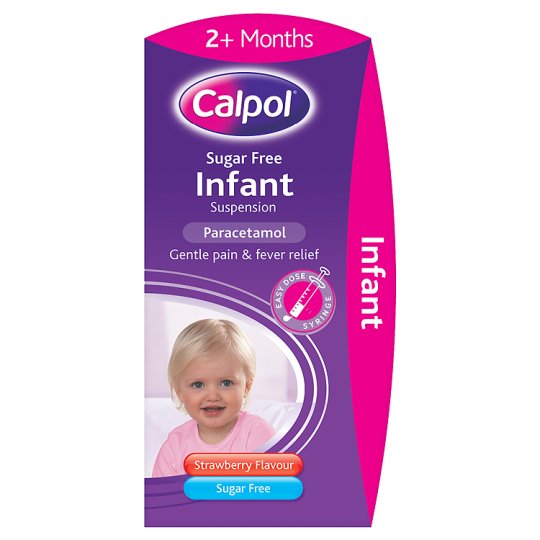 2+ Months
Calpol®
Sugar Free
Infant
Suspension
Paracetamol
Gentle pain & fever relief
EASY DOSE
SYRINGE
Infant
Strawberry Flavour
Sugar Free